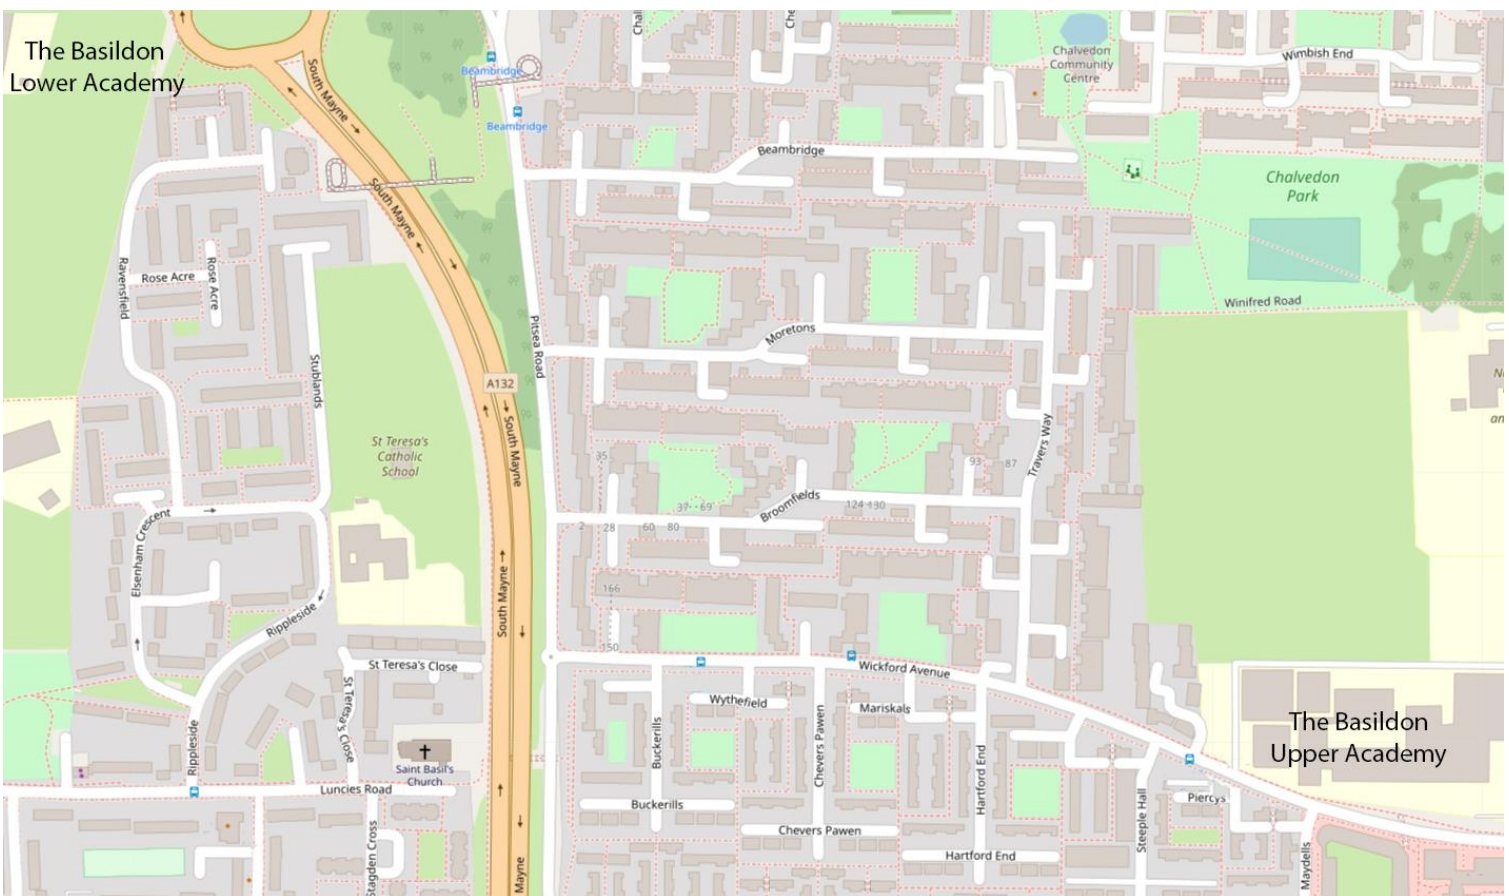 The Basildon
Lower Academy
South Mayne
Beambridge
Beambridge
Chalvedon
Community
Centre
Wimbish End
Beambridge
Chalvedon
Park
South Mayne
Ravensfield
Rose Acre
Rose Acre
Stublands
Pitsea Road
Moretons
Winifred Road
A132
South Mayne
St Teresa's
Catholic
School
Travers Way
35
93
87
37
69
Broomfields
124
130
2
28
60
80
Elsenham Crescent
South Mayne
166
150
Rippleside
St Teresa's Close
St Teresa's Close
Wickford Avenue
Wythefield
Mariskals
Buckerills
Chevers Pawen
Hartford End
The Basildon
Upper Academy
Rippleside
Saint Basil's
Church
Luncies Road
Buckerills
Piercys
Steeple Hall
Chevers Pawen
Stagden Cross
Hartford End
Maydells
Mayne